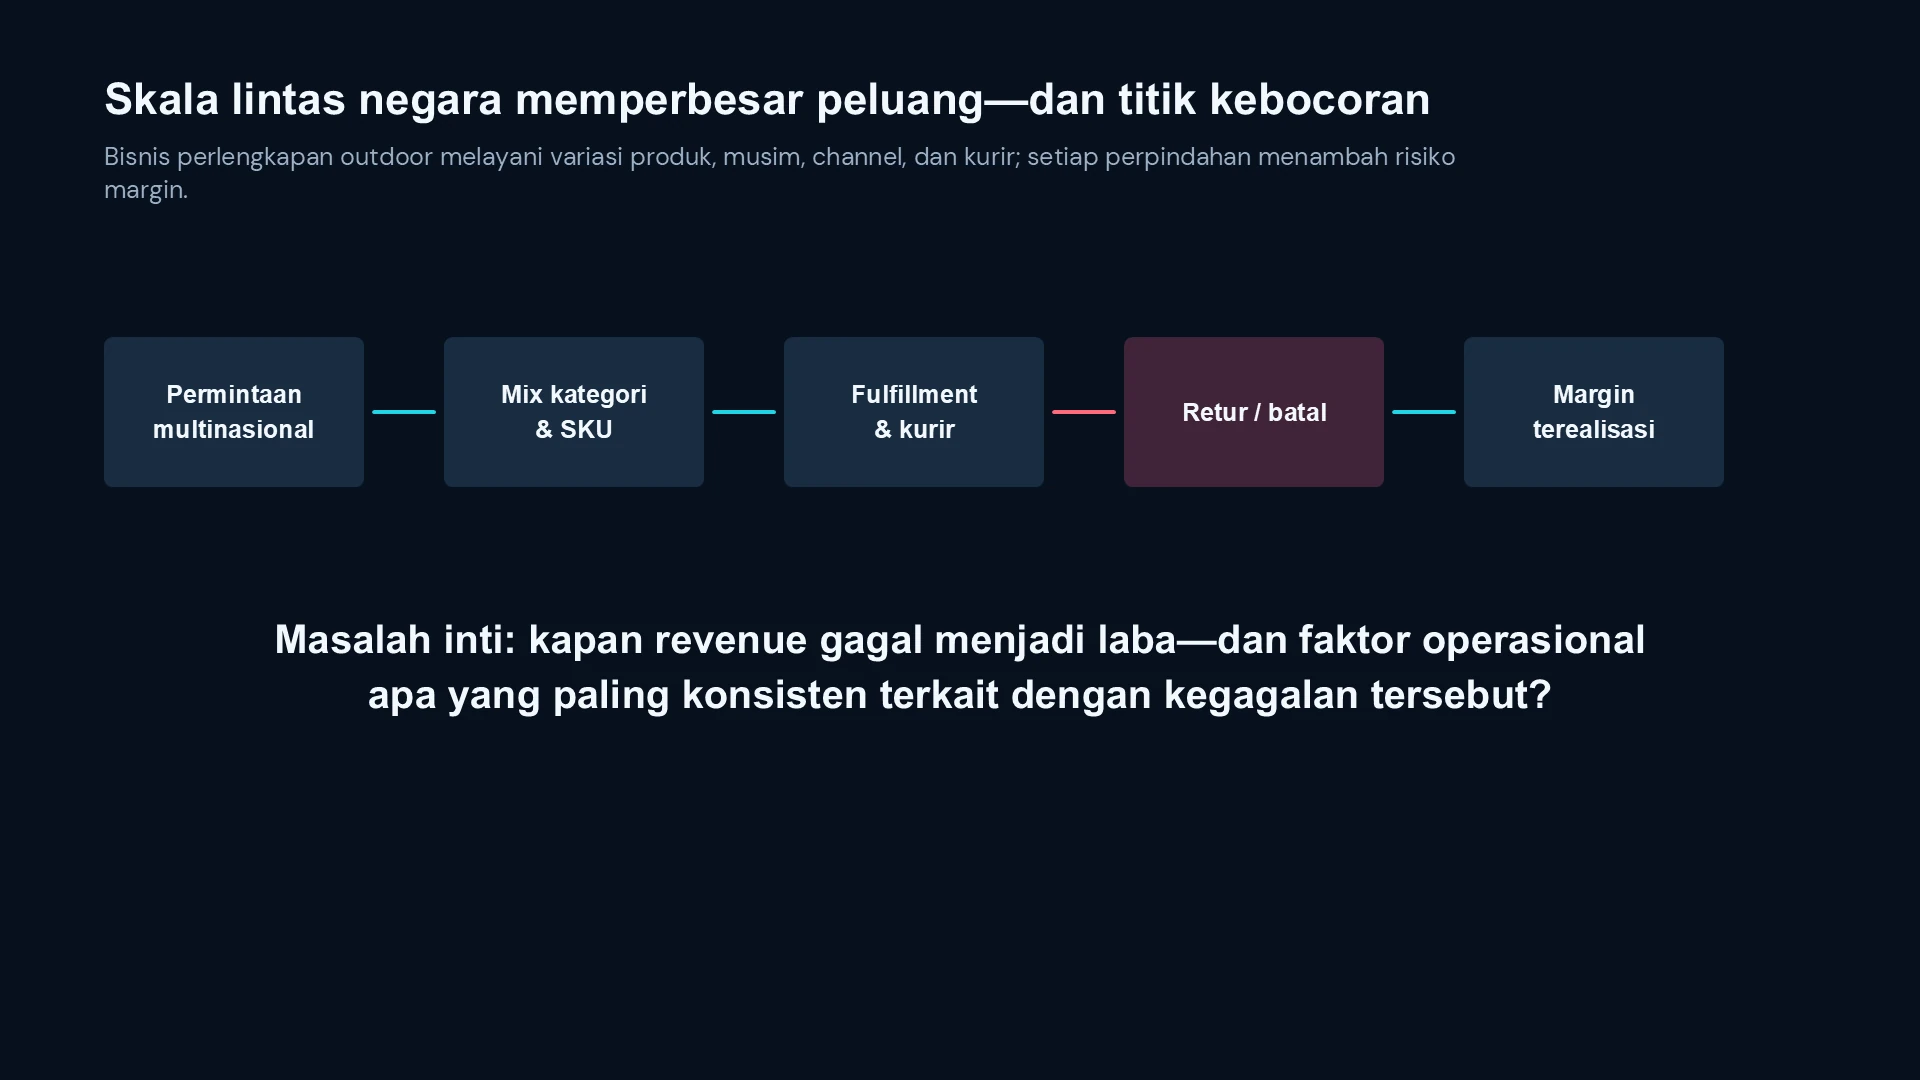 Skala lintas negara memperbesar peluang—dan titik kebocoran
Bisnis perlengkapan outdoor melayani variasi produk, musim, channel, dan kurir; setiap perpindahan menambah risiko
margin.
Permintaan
multinasional
Mix kategori
& SKU
Fulfillment
& kurir
Retur / batal
Margin
terealisasi
Masalah inti: kapan revenue gagal menjadi laba—dan faktor operasional
apa yang paling konsisten terkait dengan kegagalan tersebut?